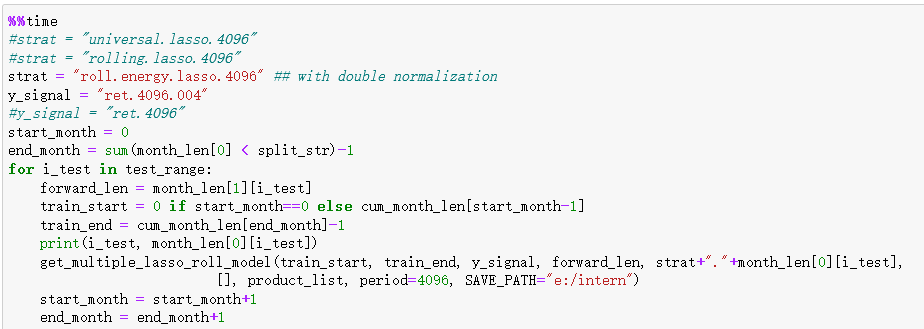 %%time
#strat = "universal.lasso.4096"
#strat = "rolling.lasso.4096"
strat = "roll.energy.lasso.4096" ## with double normalization
y_signal = "ret.4096.004"
#y_signal = "ret.4096"
start_month = 0
end_month = sum(month_len[0] < split_str)-1
for i_test in test_range:
    forward_len = month_len[1][i_test]
    train_start = 0 if start_month==0 else cum_month_len[start_month-1]
    train_end = cum_month_len[end_month]-1
    print(i_test, month_len[0][i_test])
    get_multiple_lasso_roll_model(train_start, train_end, y_signal, forward_len, strat+"."+month_len[0][i_test],
                                  [], product_list, period=4096, SAVE_PATH="e:/intern")
    start_month = start_month+1
    end_month = end_month+1